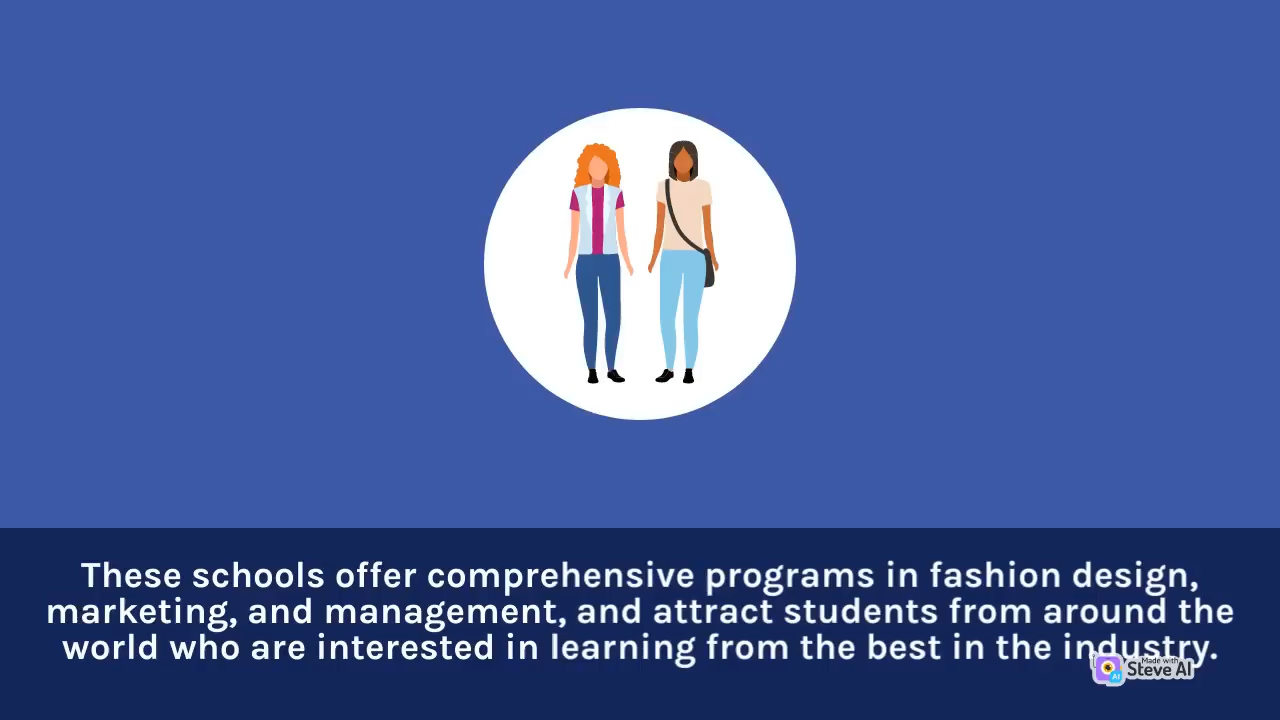 These schools offer comprehensive programs in fashion design,
marketing, and management, and attract students from around the
world who are interested in learning from the best in the industry.
Made with
Steve AI
AI